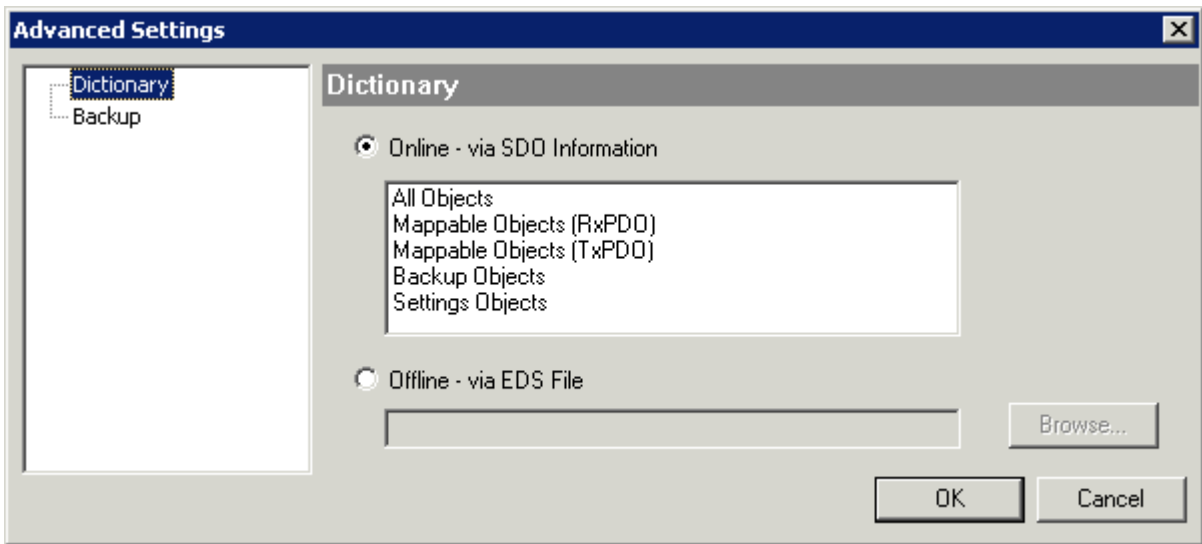 Advanced Settings
Dictionary
Backup
Dictionary
Online - via SDO Information
All Objects
Mappable Objects (RxPDO)
Mappable Objects (TxPDO)
Backup Objects
Settings Objects
Offline - via EDS File
Browse...
OK
Cancel